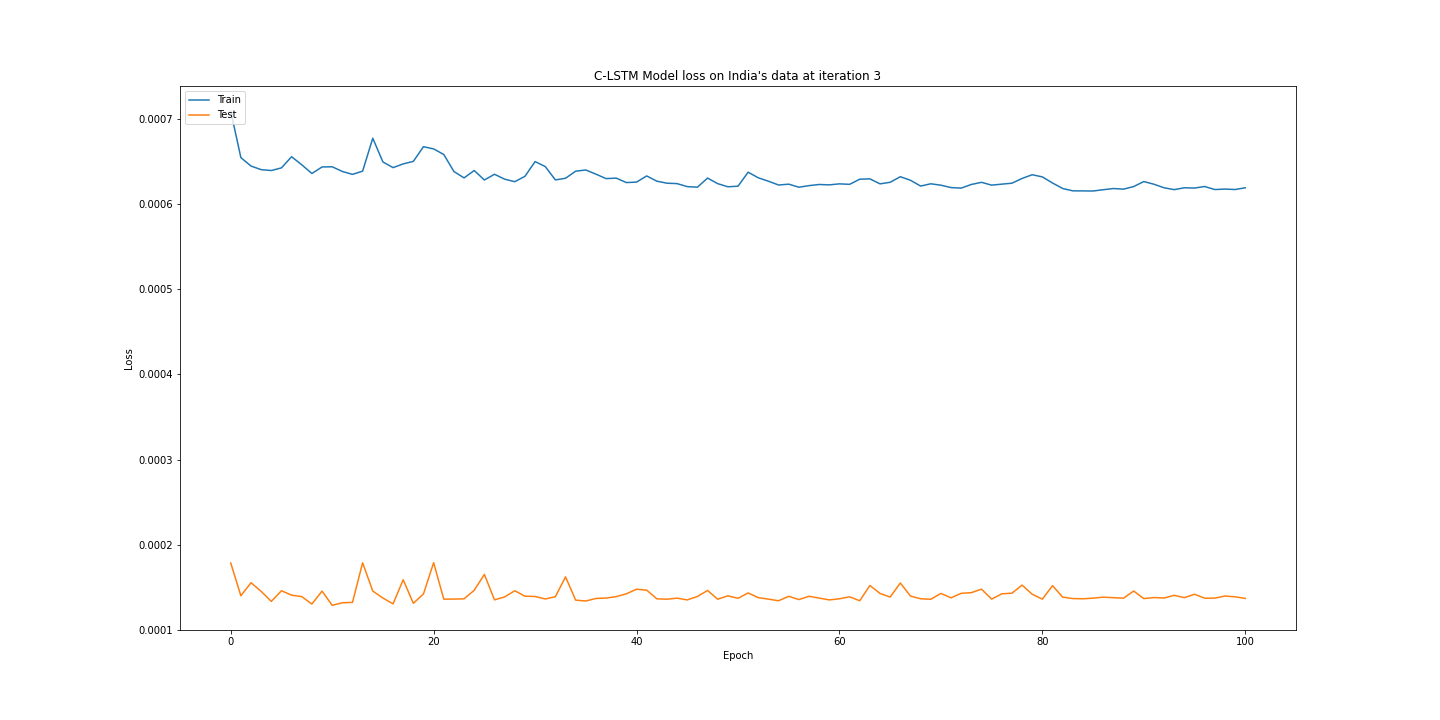 C-LSTM Model loss on India's data at iteration 3
Train
Test
0.0007
0.0006
0.0005
0.0004
0.0003
0.0002
0.0001
Loss
0 20 40 60 80 100
Epoch